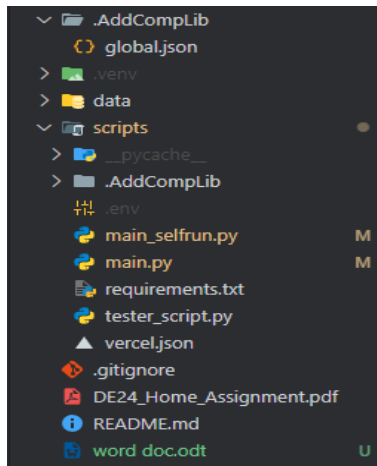 .AddCompLib
global.json
.venv
data
scripts
__pycache__
.AddCompLib
.env
main_selfrun.py M
main.py M
requirements.txt
tester_script.py
vercel.json
.gitignore
DE24_Home_Assignment.pdf
README.md
word doc.odt U